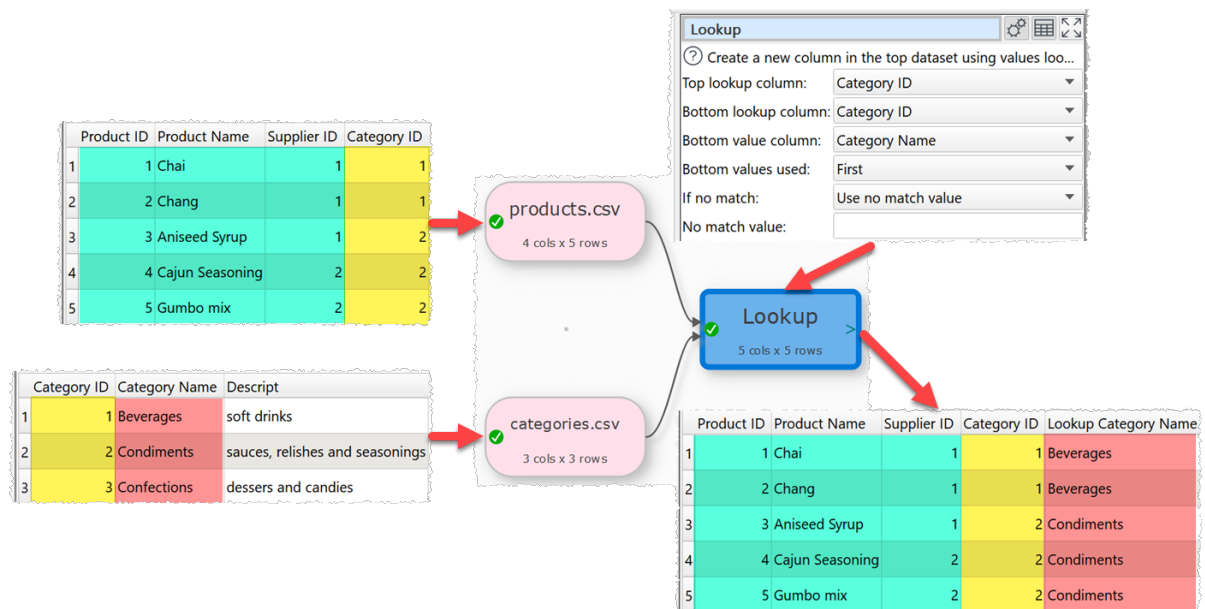 Lookup
Create a new column in the top dataset using values loo...
Top lookup column: Category ID
Bottom lookup column: Category ID
Bottom value column: Category Name
Bottom values used: First
If no match: Use no match value
No match value:
Product ID Product Name Supplier ID Category ID
1 1 Chai 1 1
2 2 Chang 1 1
3 3 Aniseed Syrup 1 2
4 4 Cajun Seasoning 2 2
5 5 Gumbo mix 2 2
products.csv
4 cols x 5 rows
Lookup >
5 cols x 5 rows
Category ID Category Name Descript
1 1 Beverages soft drinks
2 2 Condiments sauces, relishes and seasonings
3 3 Confections dessers and candies
categories.csv
3 cols x 3 rows
Product ID Product Name Supplier ID Category ID Lookup Category Name
1 1 Chai 1 1 Beverages
2 2 Chang 1 1 Beverages
3 3 Aniseed Syrup 1 2 Condiments
4 4 Cajun Seasoning 2 2 Condiments
5 5 Gumbo mix 2 2 Condiments